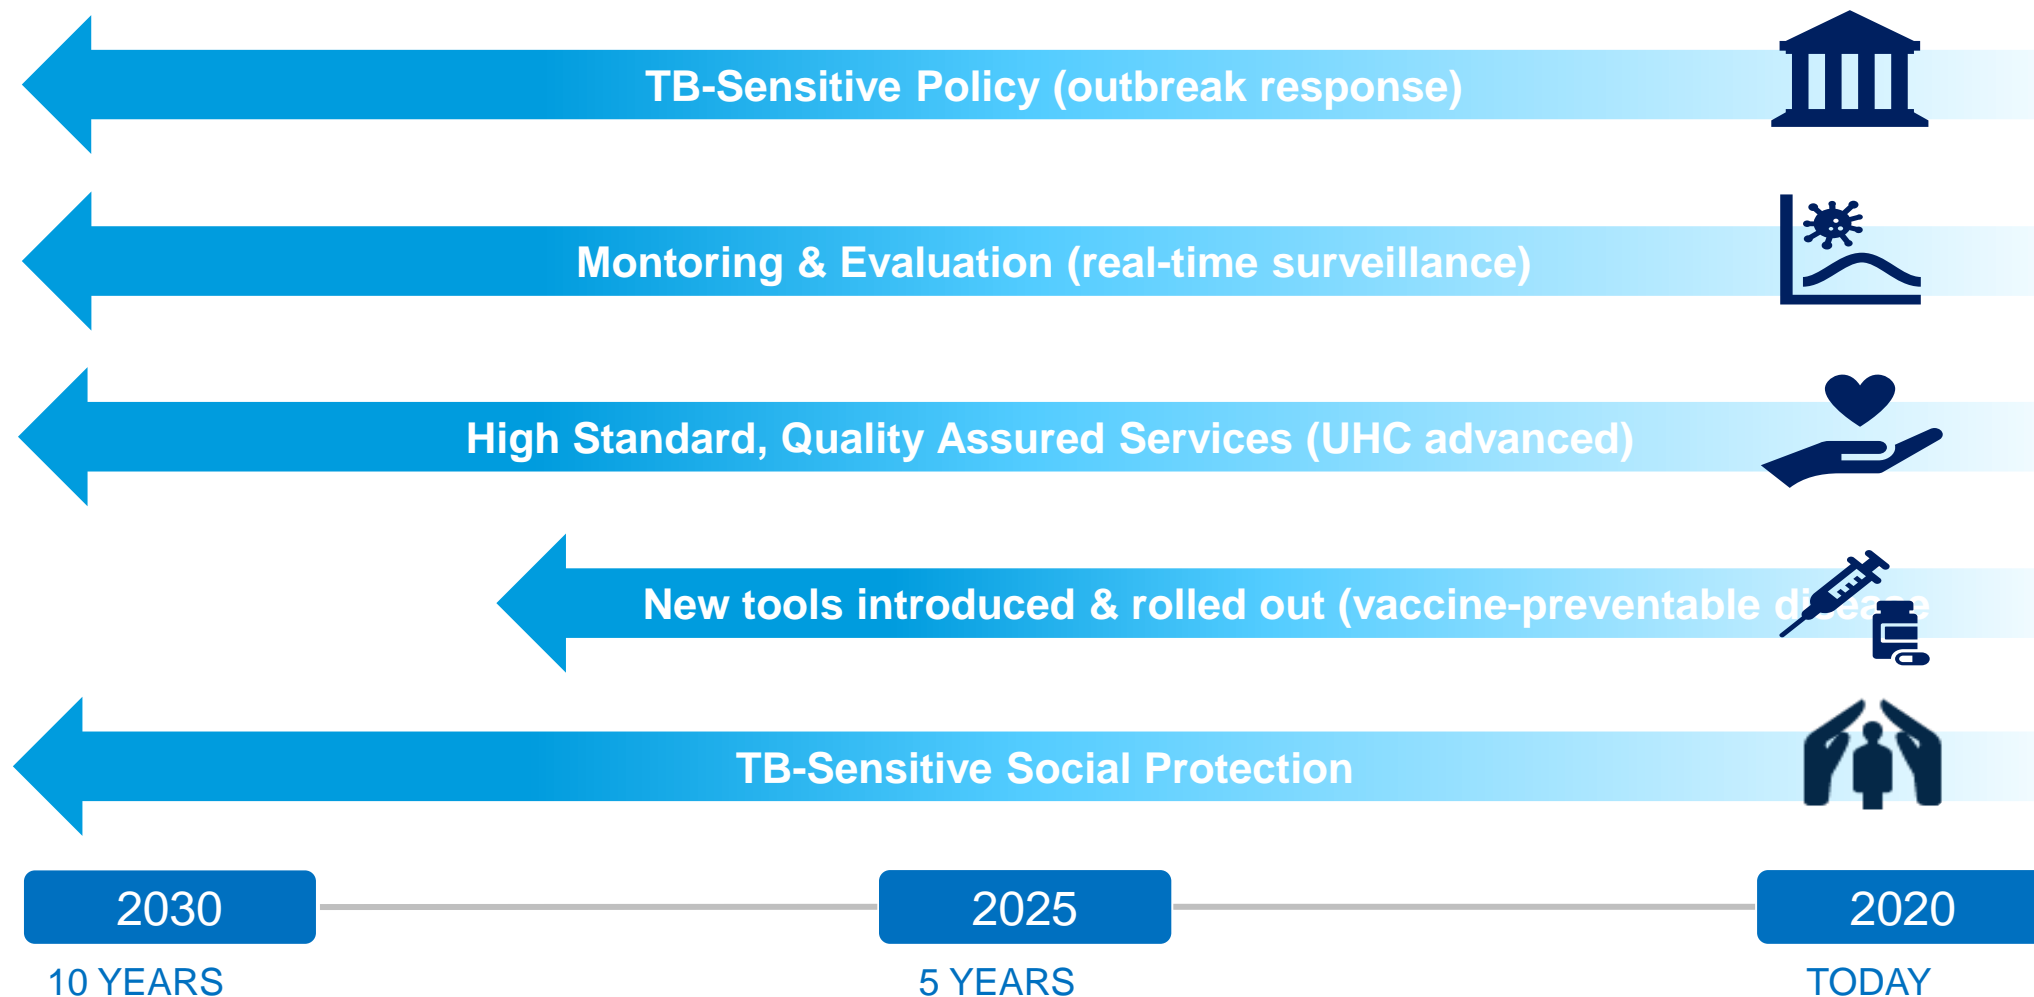 TB-Sensitive Policy (outbreak response)
Montoring & Evaluation (real-time surveillance)
High Standard, Quality Assured Services (UHC advanced)
New tools introduced & rolled out (vaccine-preventable disease
TB-Sensitive Social Protection
2030 2025 2020
10 YEARS 5 YEARS TODAY